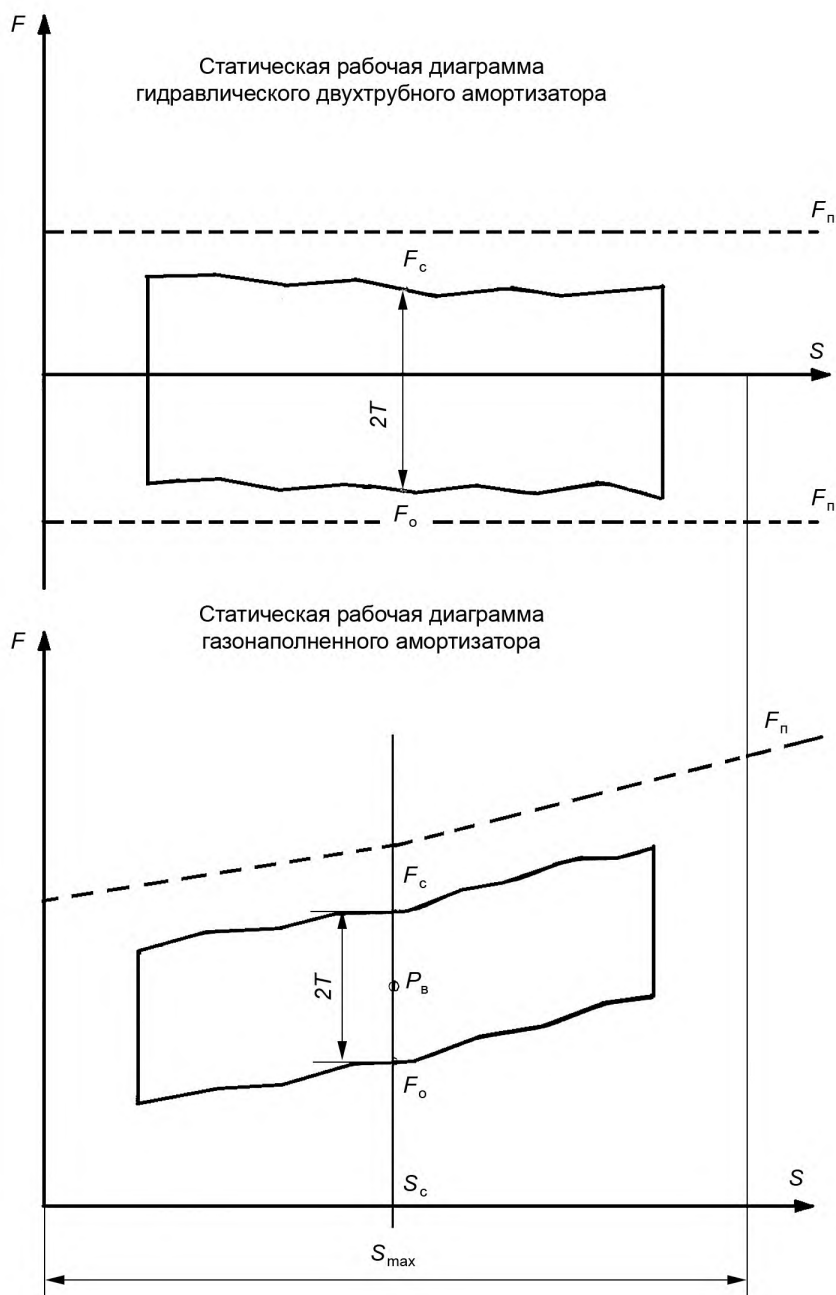 F
Статическая рабочая диаграмма
гидравлического двухтрубного амортизатора
Fп
Fс
S
2T
Fо
Fп
Статическая рабочая диаграмма
газонаполненного амортизатора
F
Fп
Fс
2T
Pв
Fо
Sс
S
Smax